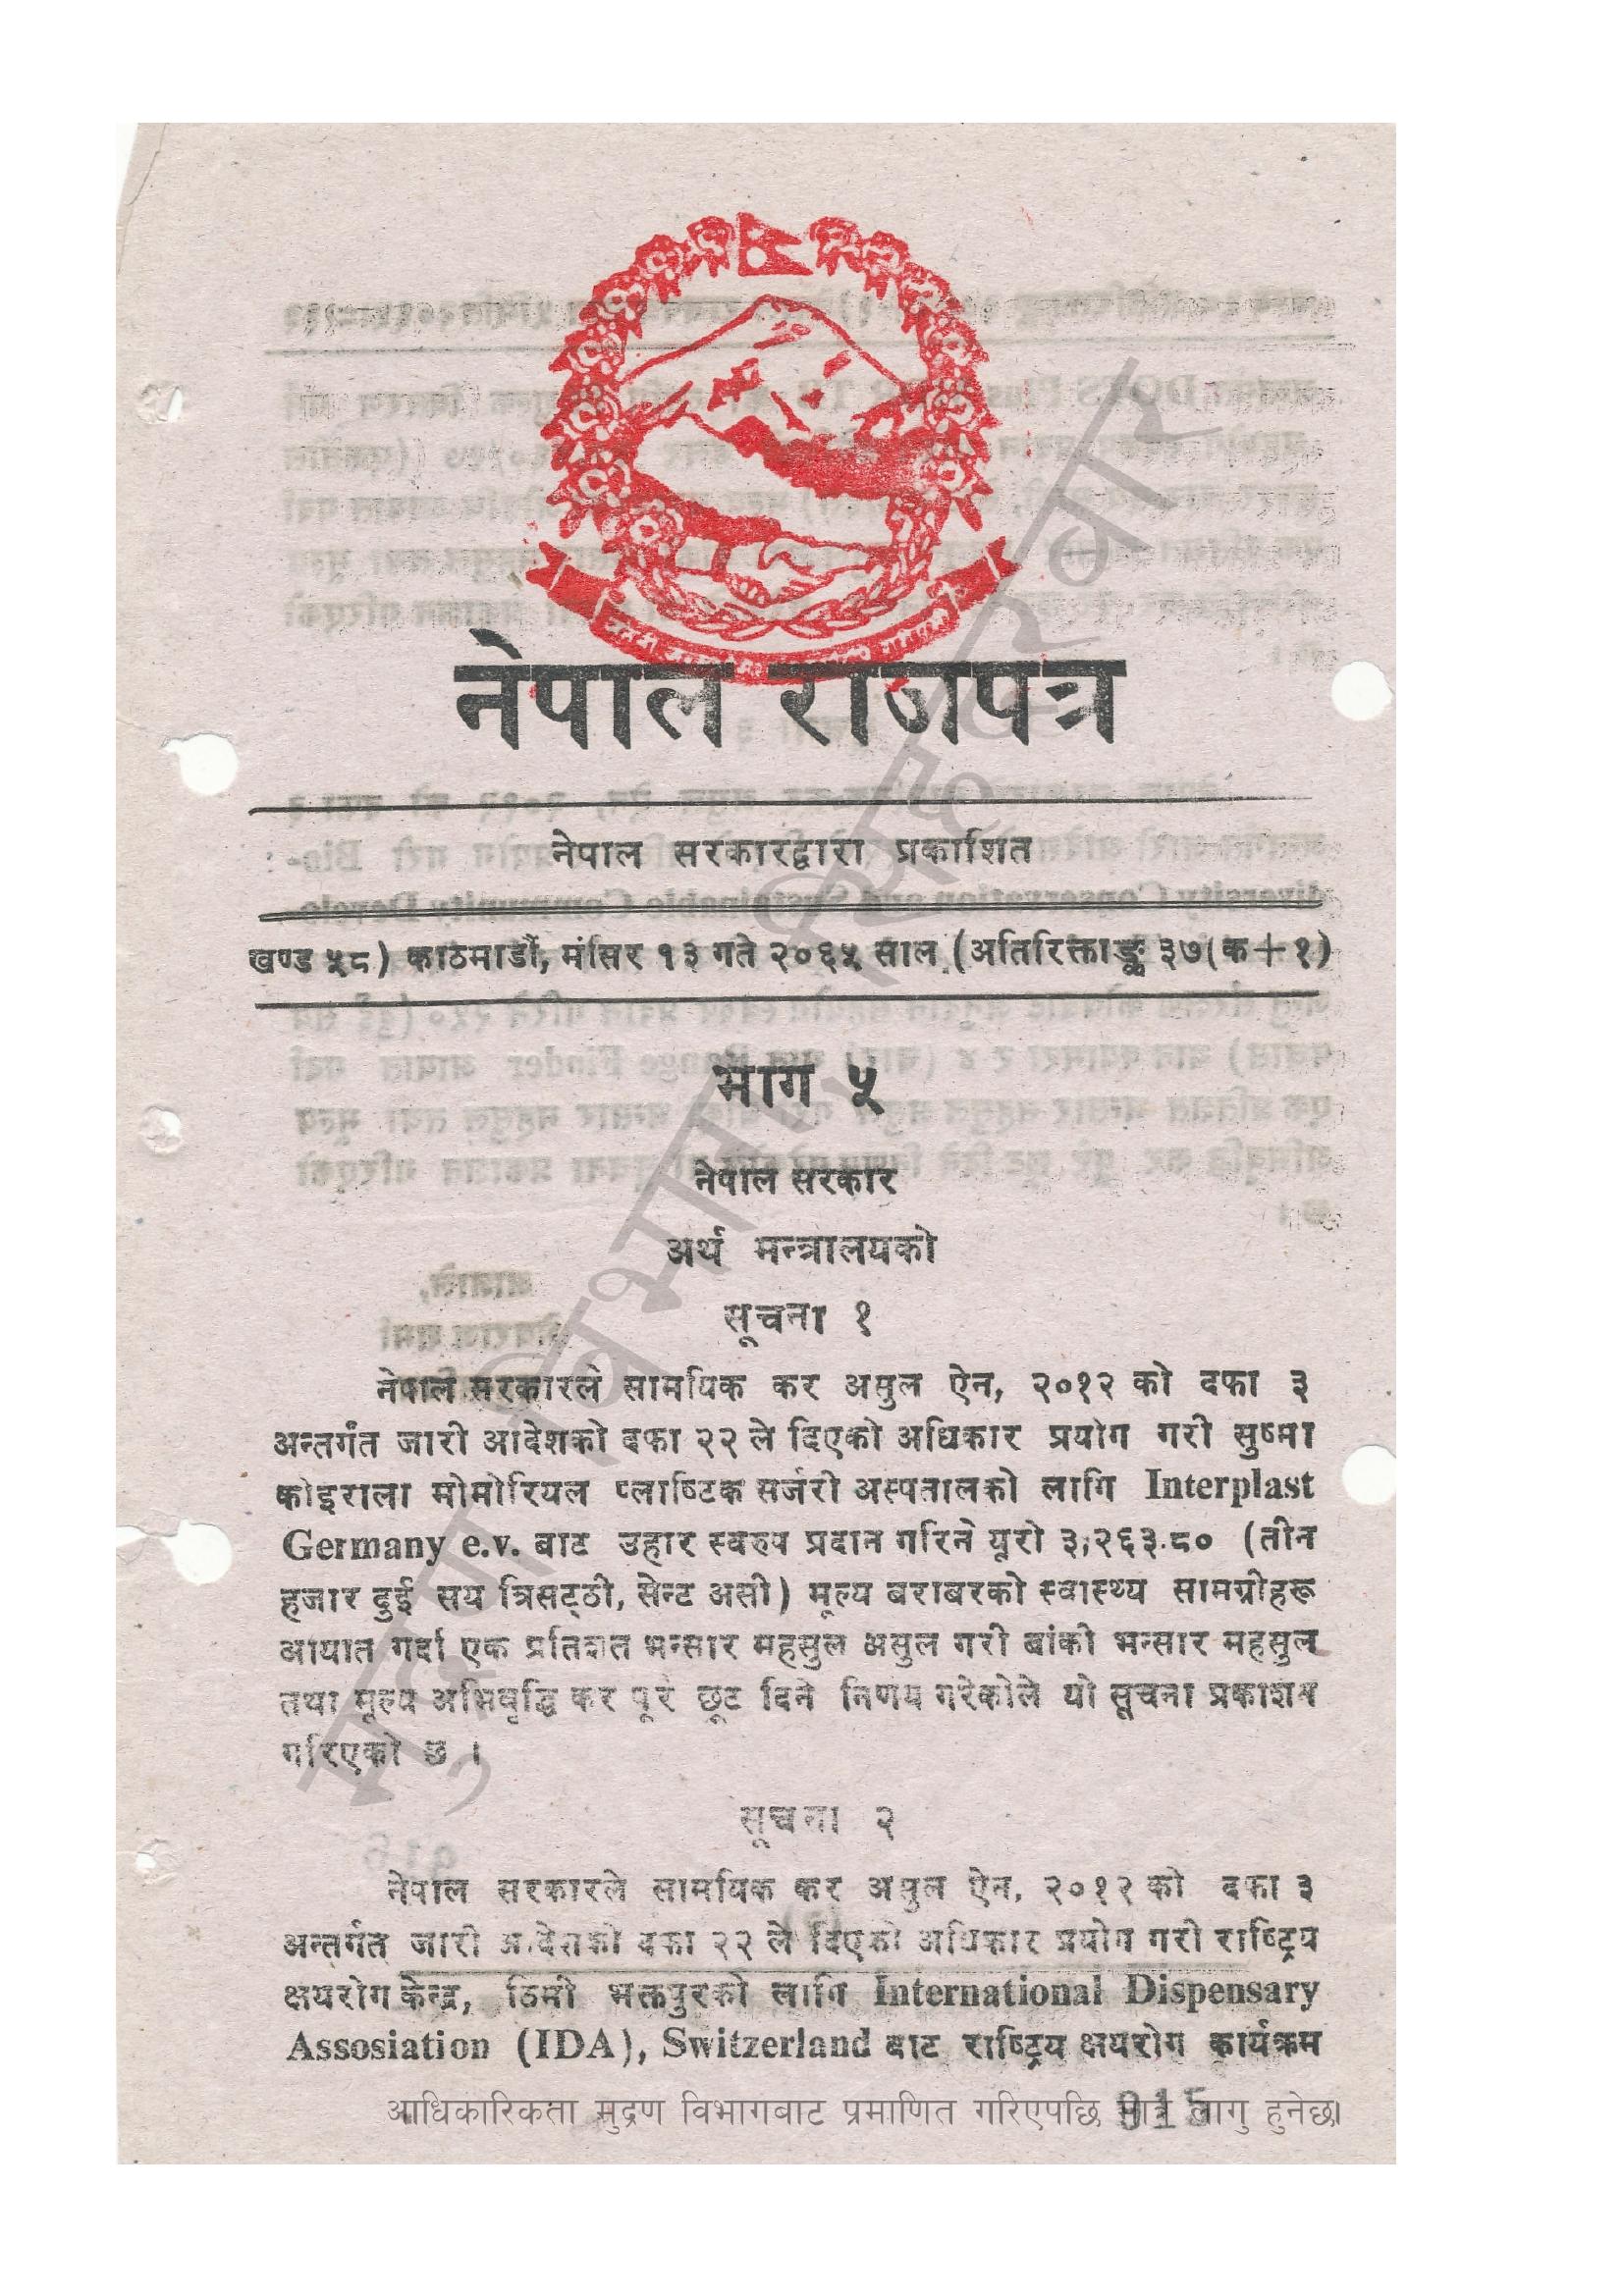 नेपाल राजपत्र
नेपाल सरकारद्वारा प्रकाशित
खण्ड ५८) काठमाडौं, मंसिर १३ गते २०६५ साल (अतिरिक्ताङ्क ३७(क+१)
भाग ५
नेपाल सरकार
अर्थ मन्त्रालयको
सूचना १
नेपाल सरकारले सामयिक कर असुल ऐन, २०१२ को दफा ३
अन्तर्गत जारी आदेशको दफा २२ ले दिएको अधिकार प्रयोग गरी सुष्मा
कोइराला मोमोरियल प्लाष्टिक सर्जरी अस्पतालको लागि Interplast
Germany e.v. बाट उहार स्वरुप प्रदान गरिने यूरो ३,२६३.८० (तीन
हजार दुई सय त्रिसट्ठी, सेन्ट असी) मूल्य बराबरको स्वास्थ्य सामग्रीहरू
आयात गर्दा एक प्रतिशत भन्सार महसुल असुल गरी बांकी भन्सार महसुल
तथा मूल्य अभिवृद्धि कर पूरै छूट दिने निर्णय गरेकोले यो सूचना प्रकाशन
गरिएको छ ।
सूचना २
नेपाल सरकारले सामयिक कर असुल ऐन, २०१२ को दफा ३
अन्तर्गत जारी आदेशको दफा २२ ले दिएको अधिकार प्रयोग गरी राष्ट्रिय
क्षयरोग केन्द्र, ठिमी भक्तपुरको लागि International Dispensary
Assosiation (IDA), Switzerland बाट राष्ट्रिय क्षयरोग कार्यक्रम
915
आधिकारिकता मुद्रण विभागबाट प्रमाणित गरिएपछि मात्र लागु हुनेछ।
मुद्रण विभाग, सिंहदरबार